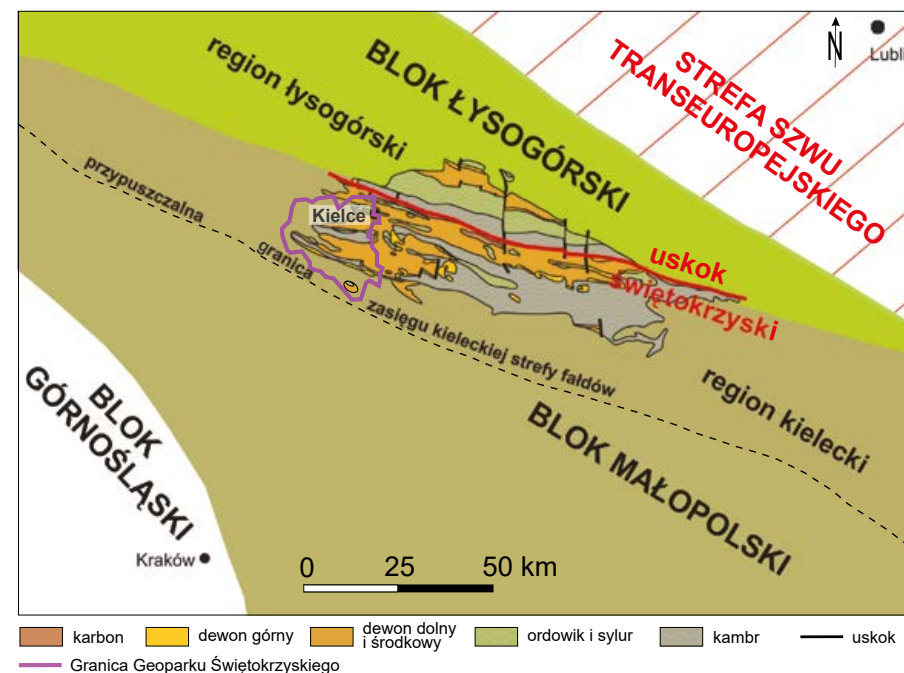 N
Lubli
STREFA SZWU
TRANSEUROPEJSKIEGO
BLOK ŁYSOGÓRSKI
region łysogórski
przypuszczalna
granica
zasięgu kieleckiej strefy fałdów
Kielce
uskok
świętokrzyski
region kielecki
BLOK MAŁOPOLSKI
BLOK
GÓRNOŚLĄSKI
Kraków
0 25 50 km
karbon
dewon górny
dewon dolny
i środkowy
ordowik i sylur
kambr
uskok
Granica Geoparku Świętokrzyskiego